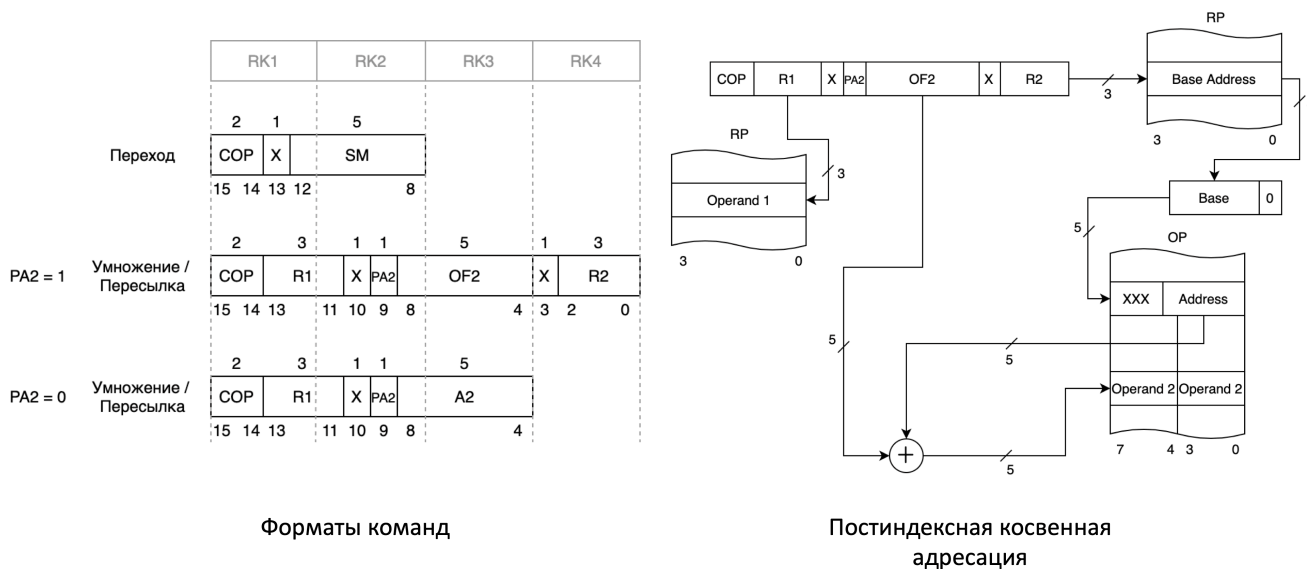 RK1 RK2 RK3 RK4
2 1 5
Переход COP X SM
15 14 13 12 8
2 3 1 1 5 1 3
PA2 = 1 Умножение / Пересылка COP R1 X PA2 OF2 X R2
15 14 13 11 10 9 8 4 3 2 0
2 3 1 1 5
PA2 = 0 Умножение / Пересылка COP R1 X PA2 A2
15 14 13 11 10 9 8 4
Форматы команд
RP
COP R1 X PA2 OF2 X R2
3
Base Address
3 0
RP
3
Operand 1
3 0
Base 0
5
OP
XXX Address
5
5
Operand 2 Operand 2
+
5
7 4 3 0
Постиндексная косвенная
адресация